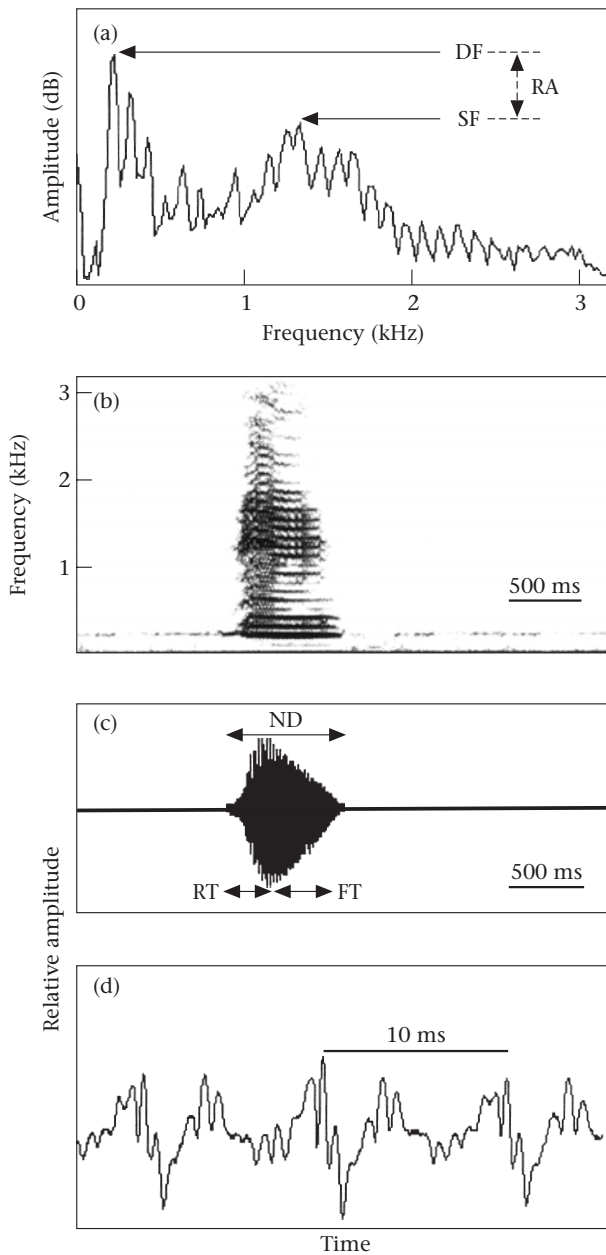 (a)
DF
RA
SF
Amplitude (dB)
0 1 2 3
Frequency (kHz)
(b)
3
2
1
Frequency (kHz)
500 ms
(c)
ND
RT FT
500 ms
Relative amplitude
(d)
10 ms
Time